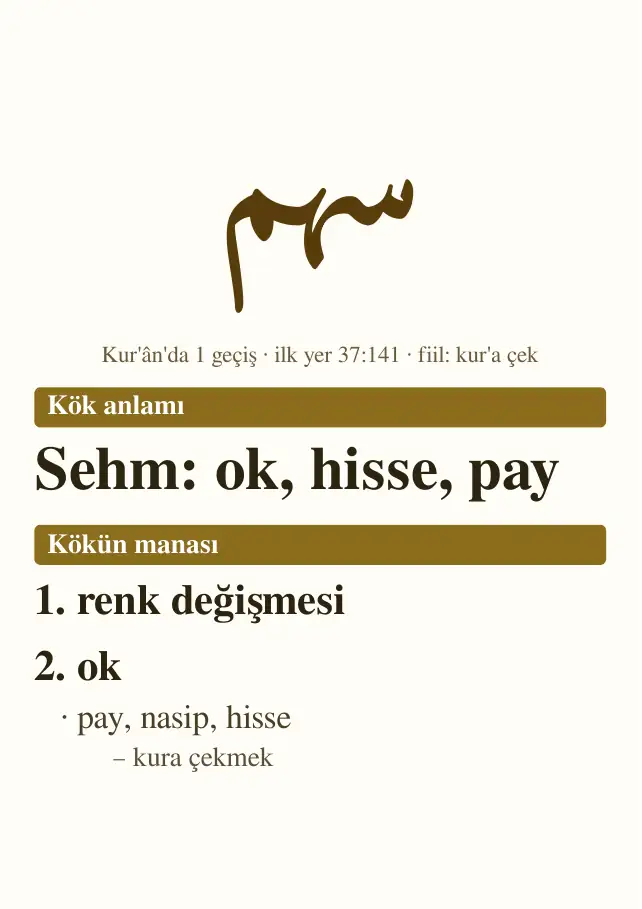 سهم
Kur'ân'da 1 geçiş · ilk yer 37:141 · fiil: kur'a çek
Kök anlamı
Sehm: ok, hisse, pay
Kökün manası
1. renk değişmesi
2. ok
· pay, nasip, hisse
– kura çekmek